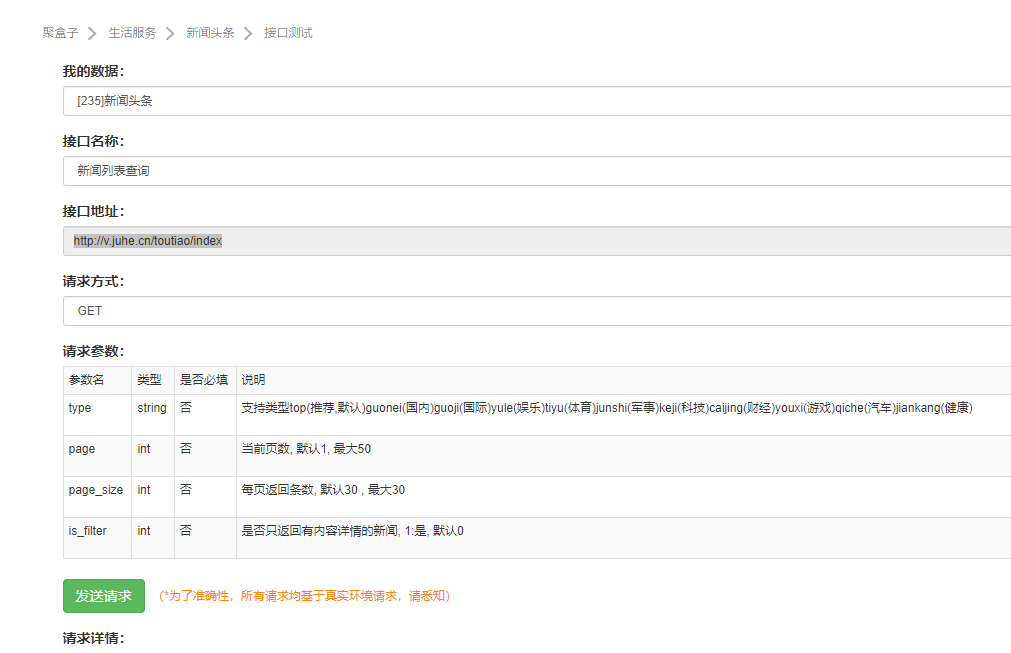 聚盒子 生活服务 新闻头条 接口测试
我的数据：
[235]新闻头条
接口名称：
新闻列表查询
接口地址：
http://v.juhe.cn/toutiao/index
请求方式：
GET
请求参数：
参数名 类型 是否必填 说明
type string 否 支持类型top(推荐,默认)guonei(国内)guoji(国际)yule(娱乐)tiyu(体育)junshi(军事)keji(科技)caijing(财经)youxi(游戏)qiche(汽车)jiankang(健康)
page int 否 当前页数, 默认1, 最大50
page_size int 否 每页返回条数, 默认30 , 最大30
is_filter int 否 是否只返回有内容详情的新闻, 1:是, 默认0
发送请求 (*为了准确性，所有请求均基于真实环境请求，请悉知)
请求详情：